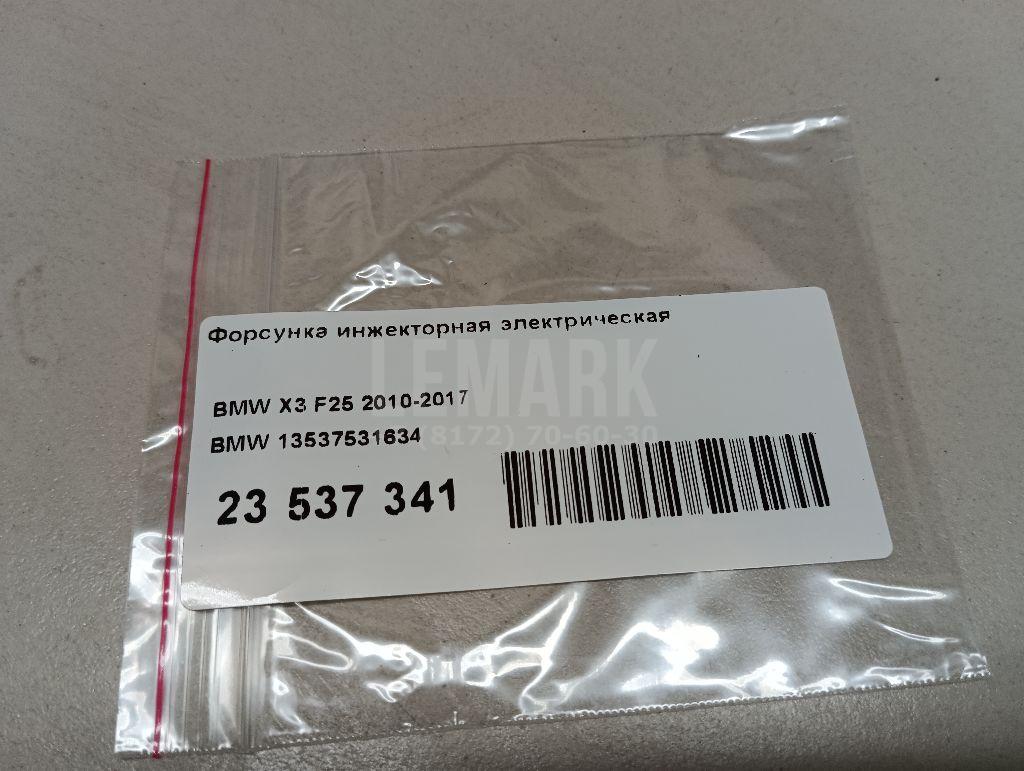 Форсунка инжекторная электрическая
LEMARK
BMW X3 F25 2010-2017
(8172) 70-60-30
BMW 13537531634
23 537 341